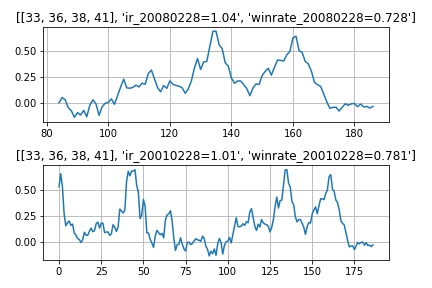 [[33, 36, 38, 41], 'ir_20080228=1.04', 'winrate_20080228=0.728']
0.50
0.25
0.00
80 100 120 140 160 180
[[33, 36, 38, 41], 'ir_20010228=1.01', 'winrate_20010228=0.781']
0.50
0.25
0.00
0 25 50 75 100 125 150 175